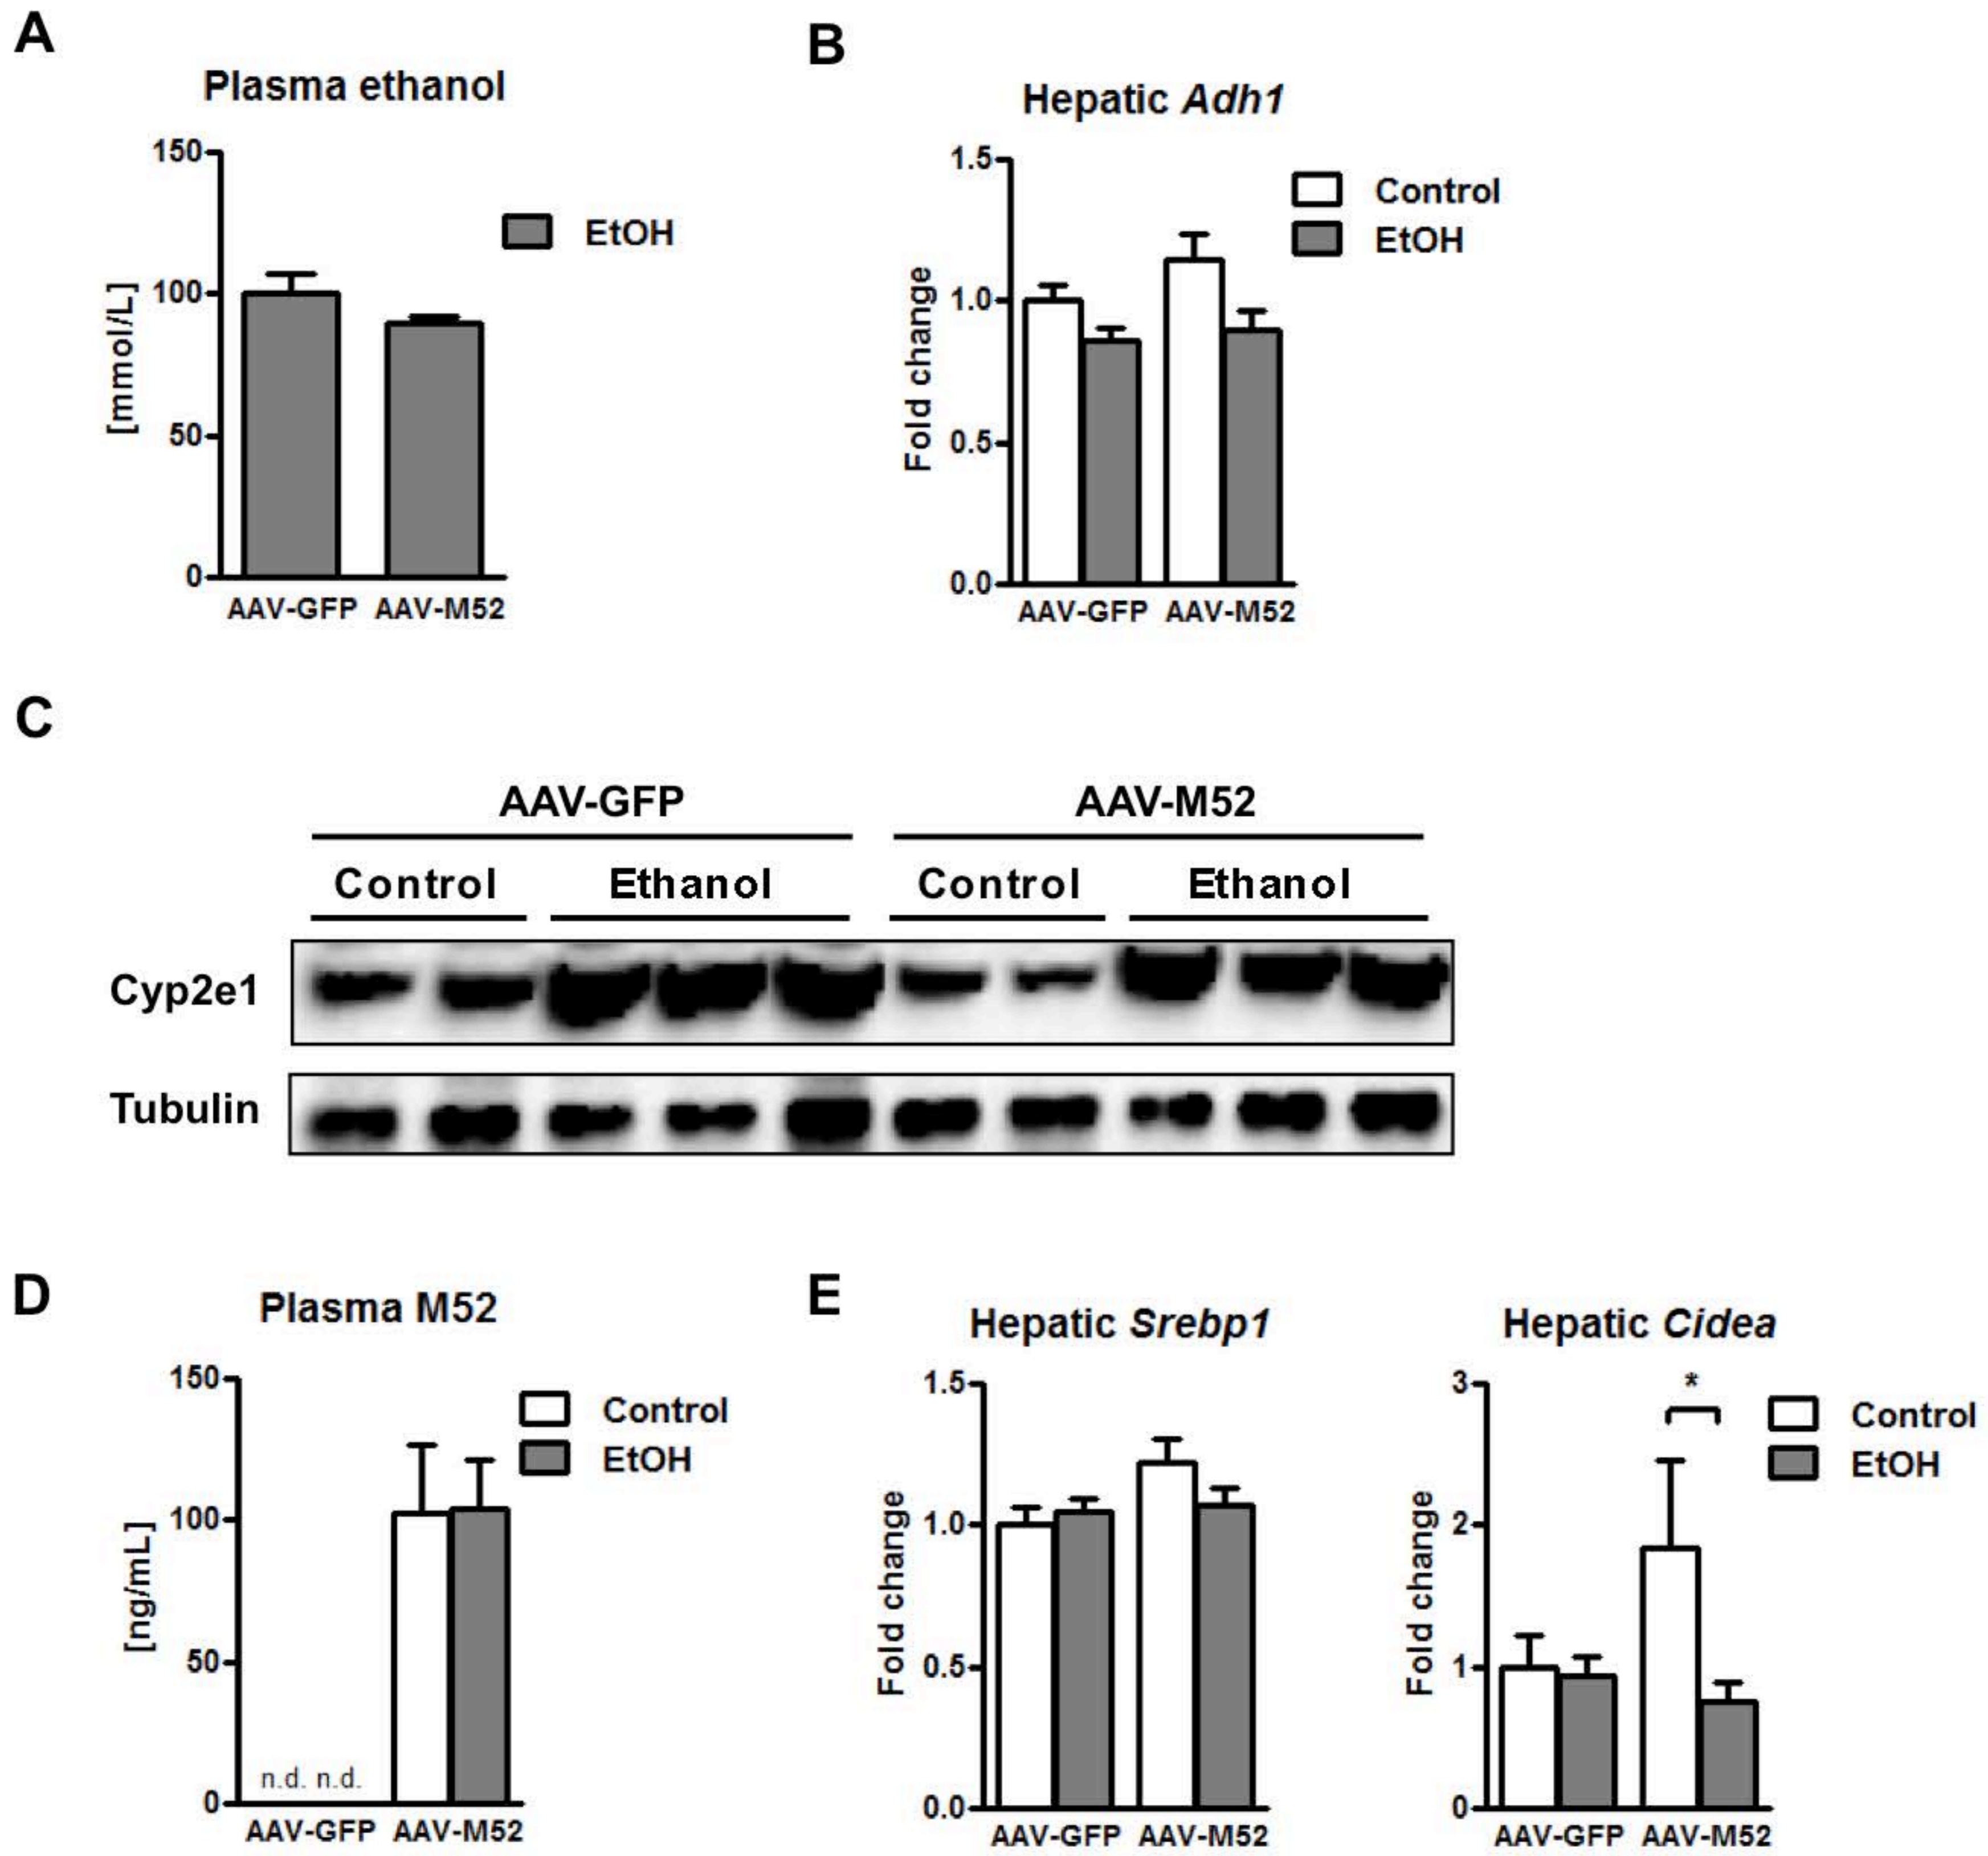 A
Plasma ethanol
[mmol/L]
150
100
50
0
EtOH
AAV-GFP AAV-M52
B
Hepatic Adh1
Fold change
1.5
1.0
0.5
0.0
Control
EtOH
AAV-GFP AAV-M52
C
AAV-GFP AAV-M52
Control Ethanol Control Ethanol
Cyp2e1
Tubulin
D
Plasma M52
[ng/mL]
150
100
50
0
Control
EtOH
n.d. n.d.
AAV-GFP AAV-M52
E
Hepatic Srebp1
Fold change
1.5
1.0
0.5
0.0
AAV-GFP AAV-M52
Hepatic Cidea
Fold change
3
2
1
0
*
Control
EtOH
AAV-GFP AAV-M52